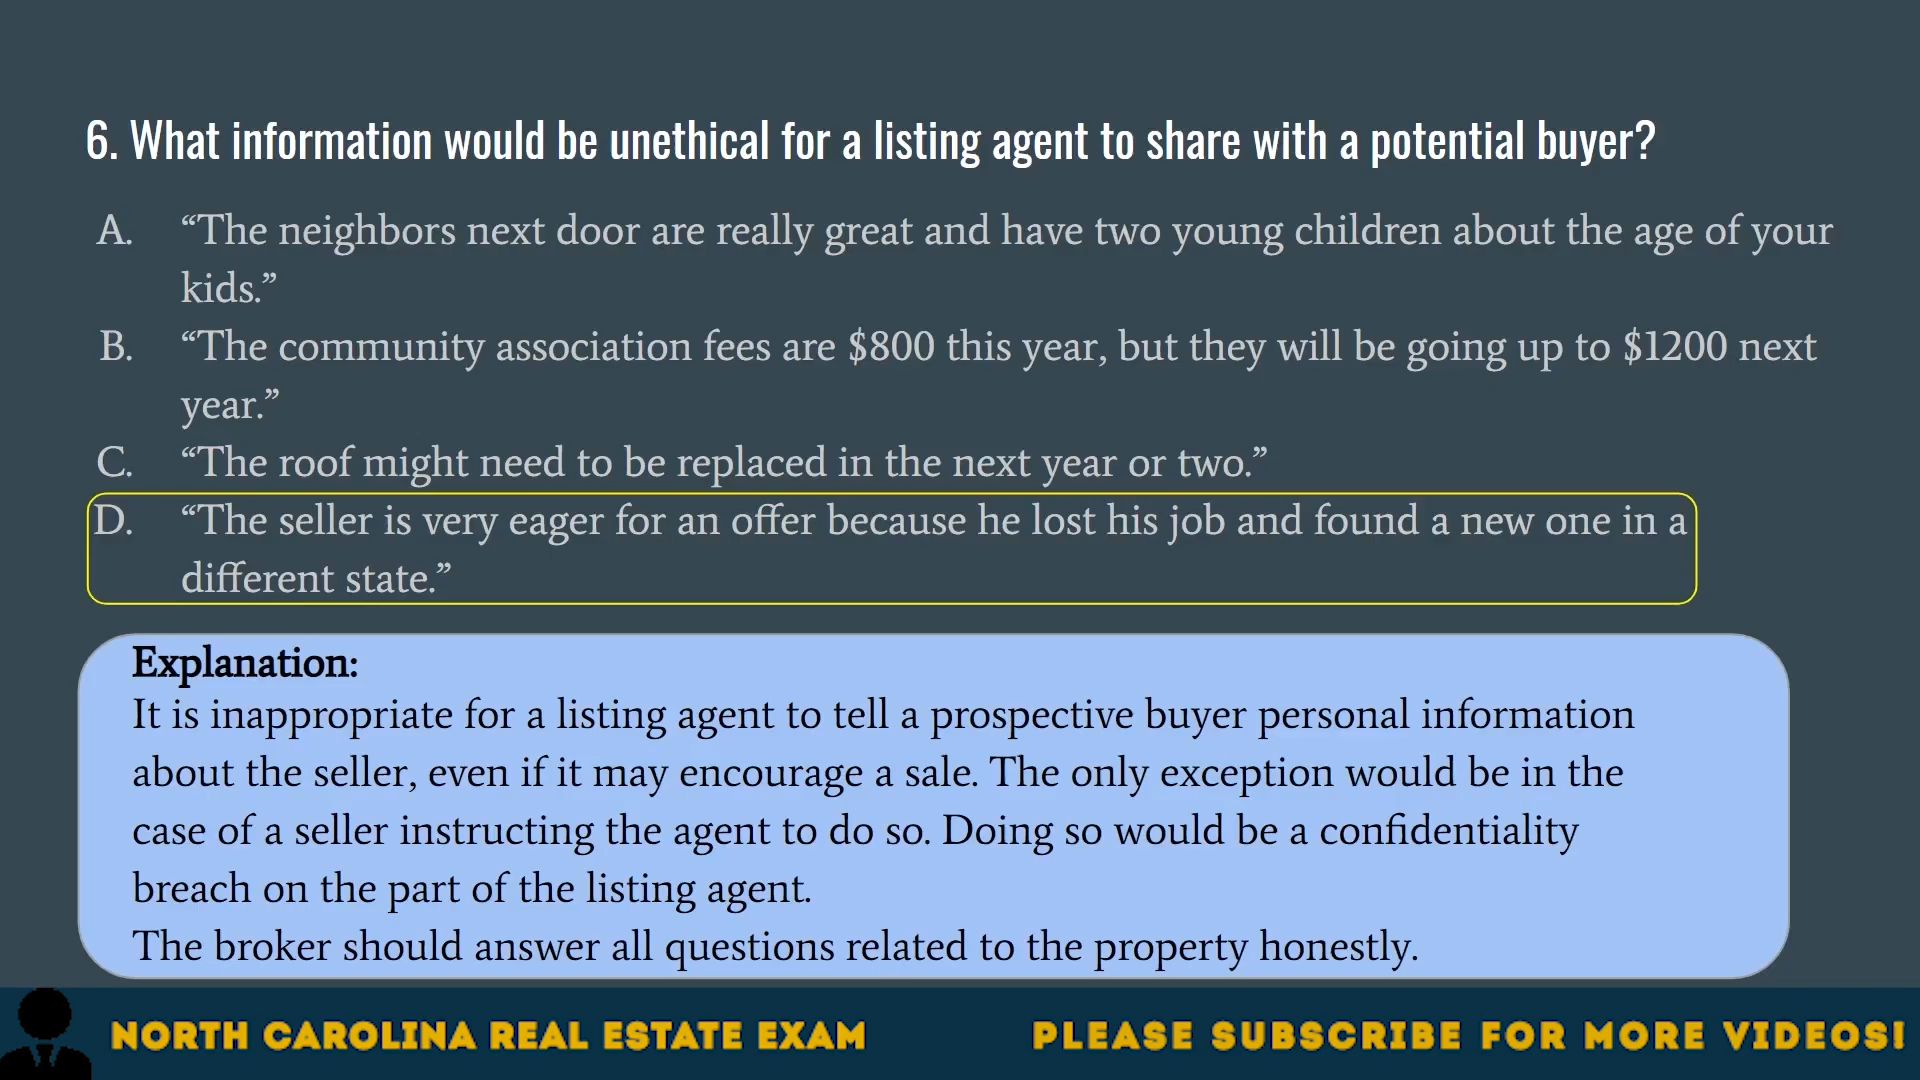 6. What information would be unethical for a listing agent to share with a potential buyer?
A. “The neighbors next door are really great and have two young children about the age of your
kids.”
B. “The community association fees are $800 this year, but they will be going up to $1200 next
year.”
C. “The roof might need to be replaced in the next year or two.”
D. “The seller is very eager for an offer because he lost his job and found a new one in a
different state.”
Explanation:
It is inappropriate for a listing agent to tell a prospective buyer personal information
about the seller, even if it may encourage a sale. The only exception would be in the
case of a seller instructing the agent to do so. Doing so would be a confidentiality
breach on the part of the listing agent.
The broker should answer all questions related to the property honestly.
NORTH CAROLINA REAL ESTATE EXAM
PLEASE SUBSCRIBE FOR MORE VIDEOS!